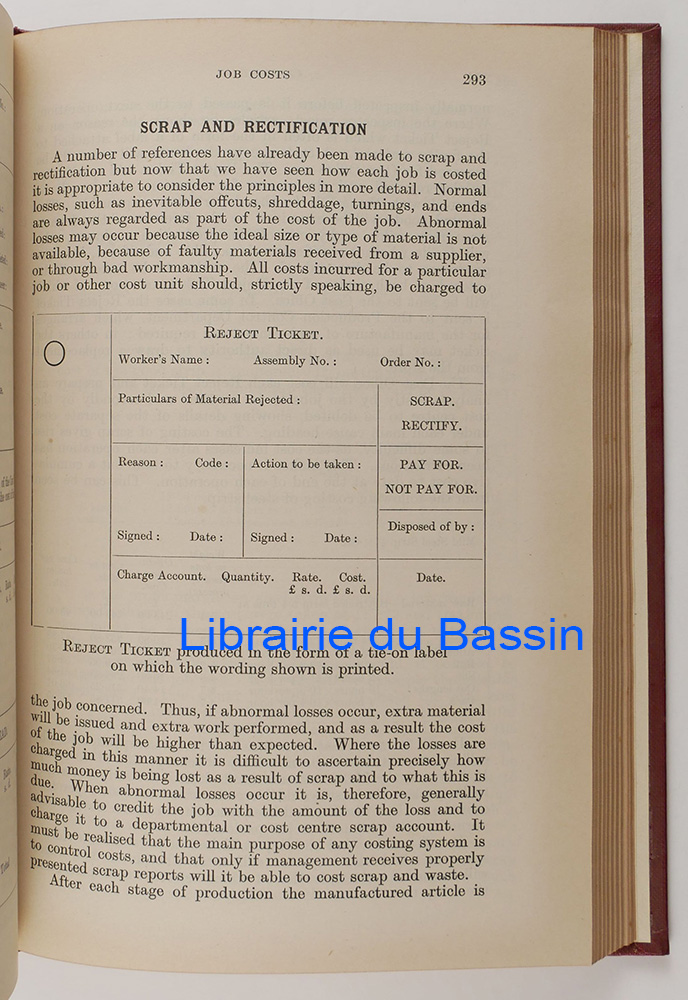 JOB COSTS
293
SCRAP AND RECTIFICATION
A number of references have already been made to scrap and
rectification but now that we have seen how each job is costed
it is appropriate to consider the principles in more detail. Normal
losses, such as inevitable offcuts, shreddage, turnings, and ends
are always regarded as part of the cost of the job. Abnormal
losses may occur because the ideal size or type of material is not
available, because of faulty materials received from a supplier,
or through bad workmanship. All costs incurred for a particular
job or other cost unit should, strictly speaking, be charged to
REJECT TICKET.
Worker's Name : Assembly No. : Order No. :
Particulars of Material Rejected :
SCRAP.
RECTIFY.
Reason : Code : Action to be taken :
PAY FOR.
NOT PAY FOR.
Signed : Date : Signed : Date :
Disposed of by :
Charge Account. Quantity. Rate. Cost.
£ s. d. £ s. d.
Date.
Librairie du Bassin
REJECT TICKET produced in the form of a tie-on label
on which the wording shown is printed.
the job concerned. Thus, if abnormal losses occur, extra material
will be issued and extra work performed, and as a result the cost
of the job will be higher than expected. Where the losses are
charged in this manner it is difficult to ascertain precisely how
much money is being lost as a result of scrap and to what this is
due. When abnormal losses occur it is, therefore, generally
advisable to credit the job with the amount of the loss and to
charge it to a departmental or cost centre scrap account. It
must be realised that the main purpose of any costing system is
to control costs, and that only if management receives properly
presented scrap reports will it be able to cost scrap and waste.
After each stage of production the manufactured article is